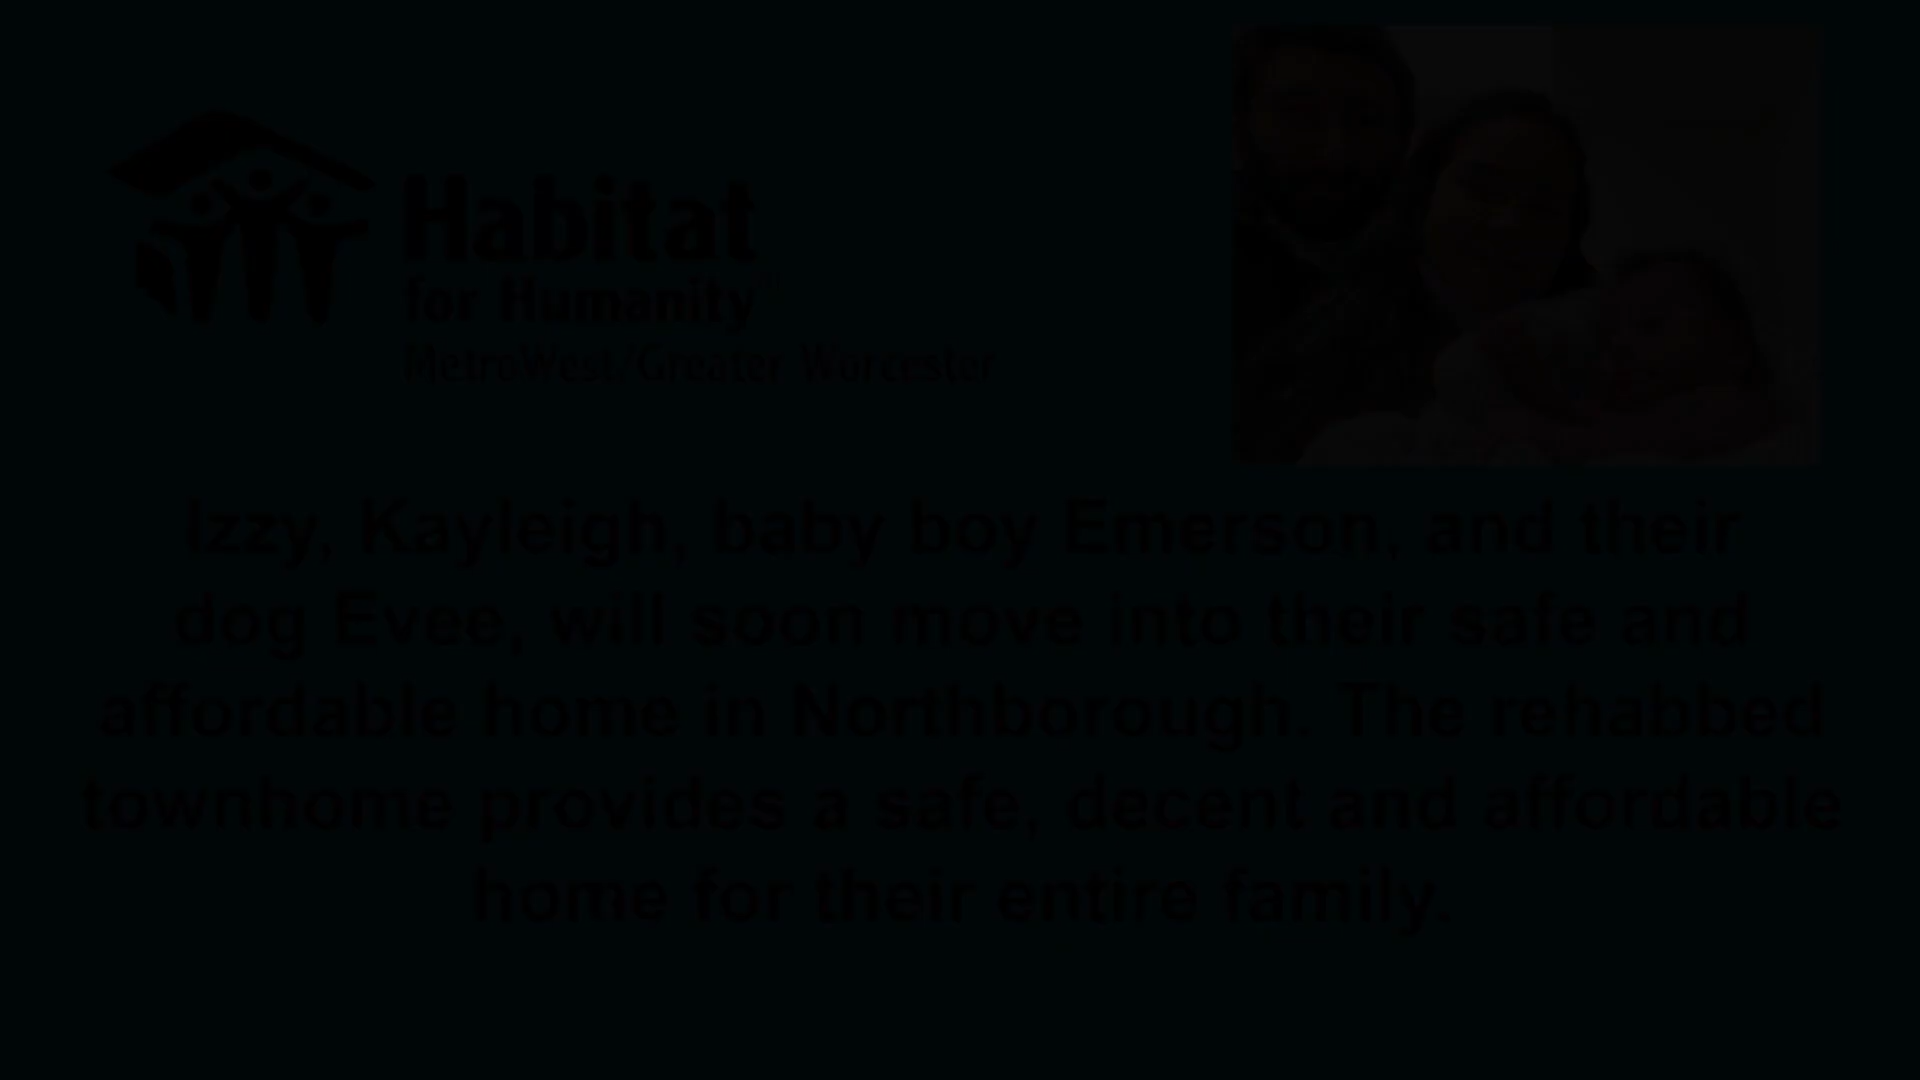 Habitat
for Humanity
MetroWest/Greater Worcester
Izzy, Kayleigh, baby boy Emerson, and their
dog Evee, will soon move into their safe and
affordable home in Northborough. The rehabbed
townhome provides a safe, decent and affordable
home for their entire family.